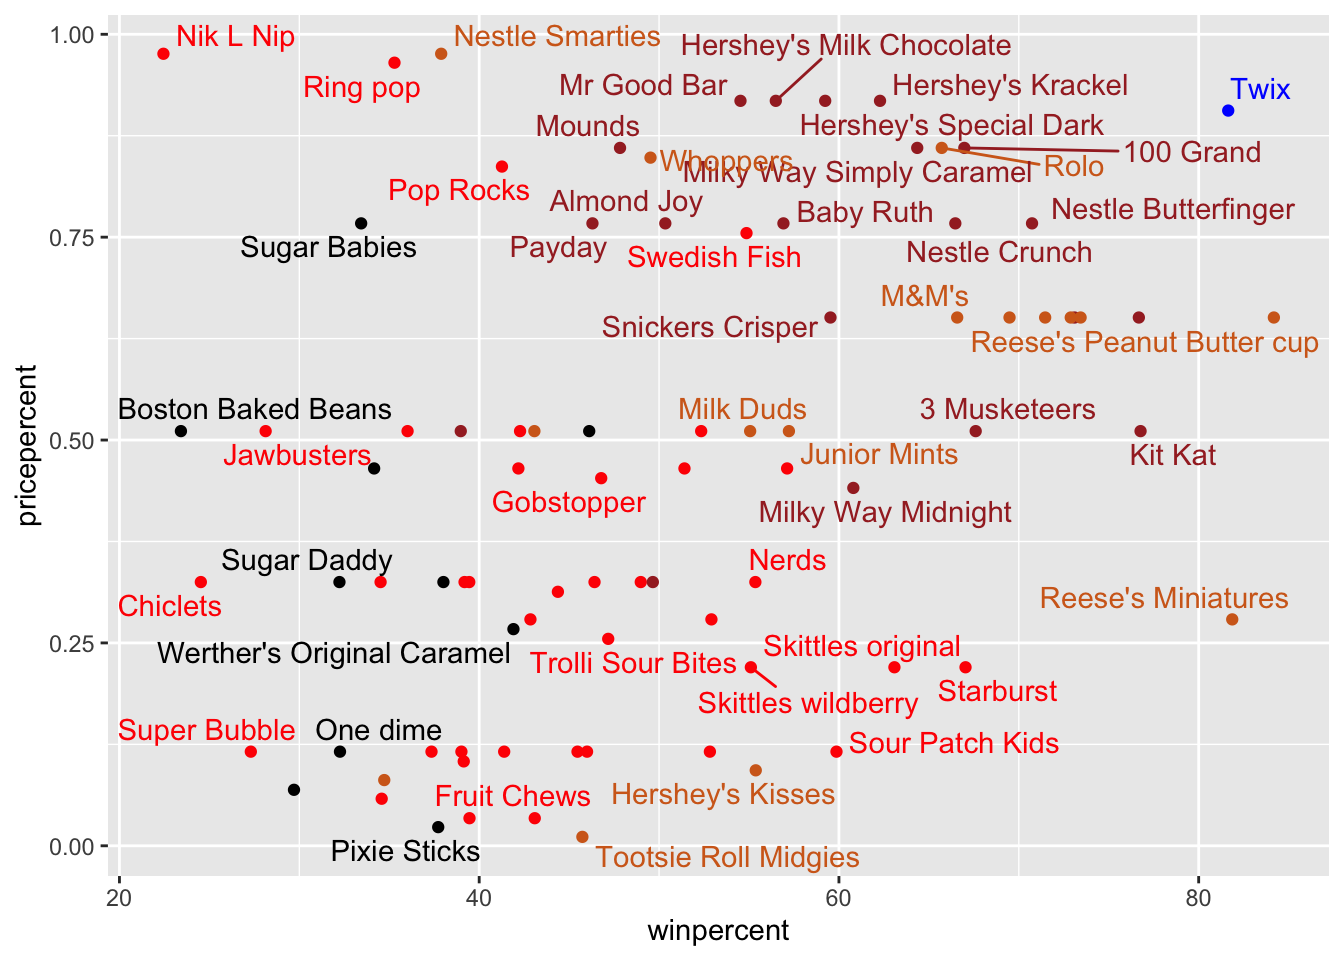 1.00
Nik L Nip
Nestle Smarties
Hershey's Milk Chocolate
Ring pop
Mr Good Bar
Hershey's Krackel
Twix
Mounds
Hershey's Special Dark
Whoppers
100 Grand
Milky Way Simply Caramel
Rolo
Pop Rocks
Almond Joy
Baby Ruth
Nestle Butterfinger
0.75
Sugar Babies
Payday
Swedish Fish
Nestle Crunch
M&M's
Snickers Crisper
Reese's Peanut Butter cup
Boston Baked Beans
Milk Duds
3 Musketeers
0.50
Jawbusters
Junior Mints
Kit Kat
Gobstopper
Milky Way Midnight
pricepercent
Sugar Daddy
Nerds
Chiclets
Reese's Miniatures
0.25
Werther's Original Caramel
Trolli Sour Bites
Skittles original
Starburst
Skittles wildberry
Super Bubble
One dime
Sour Patch Kids
Fruit Chews
Hershey's Kisses
0.00
Pixie Sticks
Tootsie Roll Midgies
20
40
60
80
winpercent